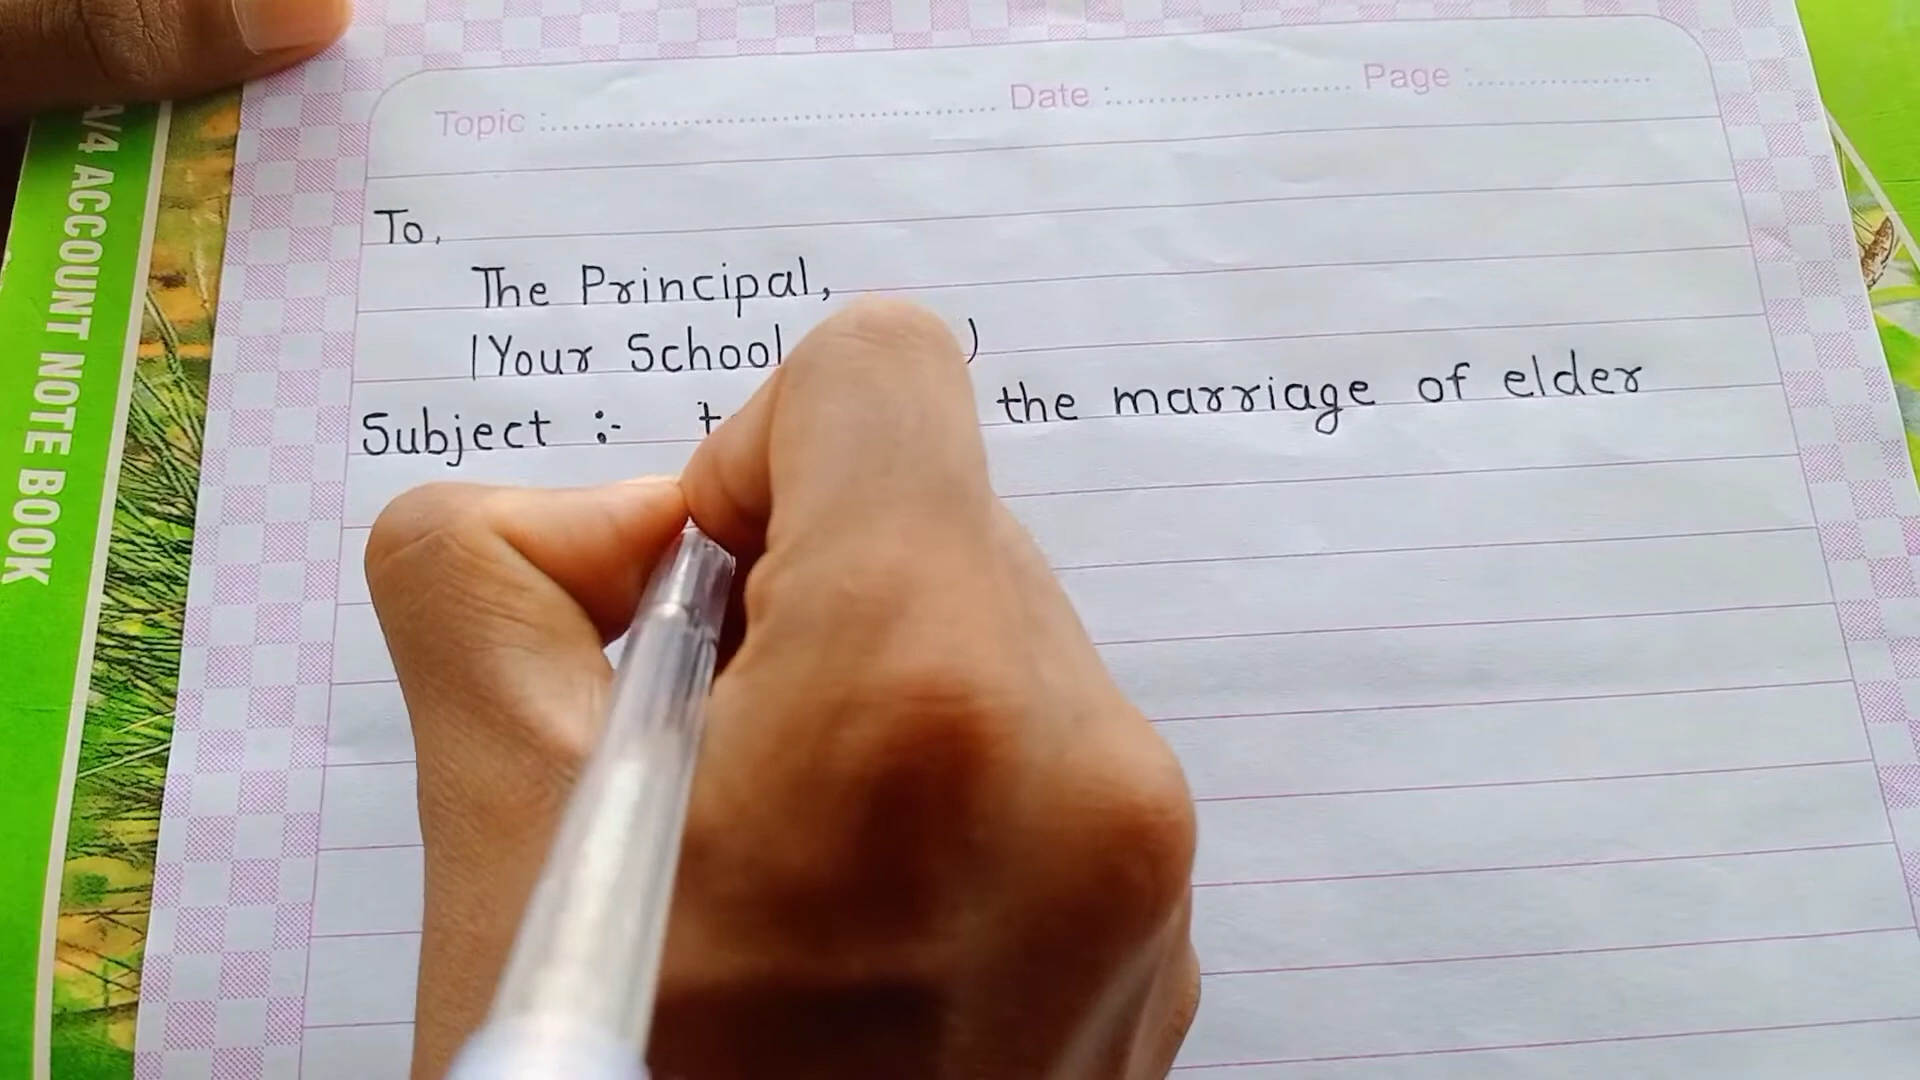 Topic : Date : Page :
To,
The Principal,
(Your School )
Subject :- the marriage of elder
1/4 ACCOUNT NOTE BOOK